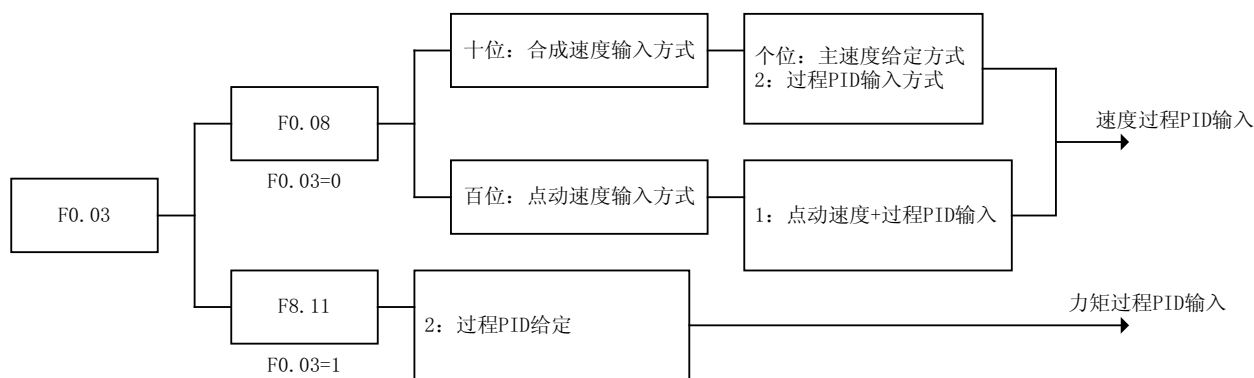 十位：合成速度输入方式
个位：主速度给定方式
2：过程PID输入方式
F0.08
F0.03=0
速度过程PID输入
百位：点动速度输入方式
1：点动速度+过程PID输入
F0.03
F8.11
F0.03=1
2：过程PID给定
力矩过程PID输入